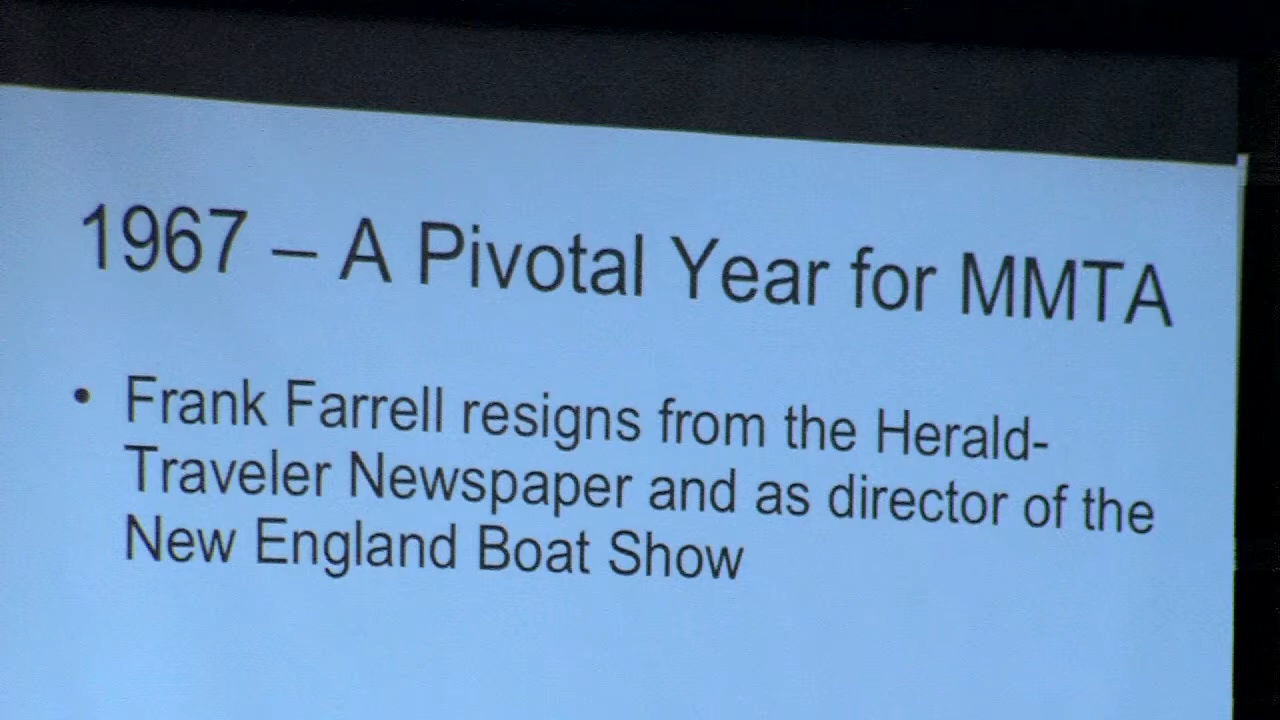 1967 – A Pivotal Year for MMTA
• Frank Farrell resigns from the Herald-
Traveler Newspaper and as director of the
New England Boat Show